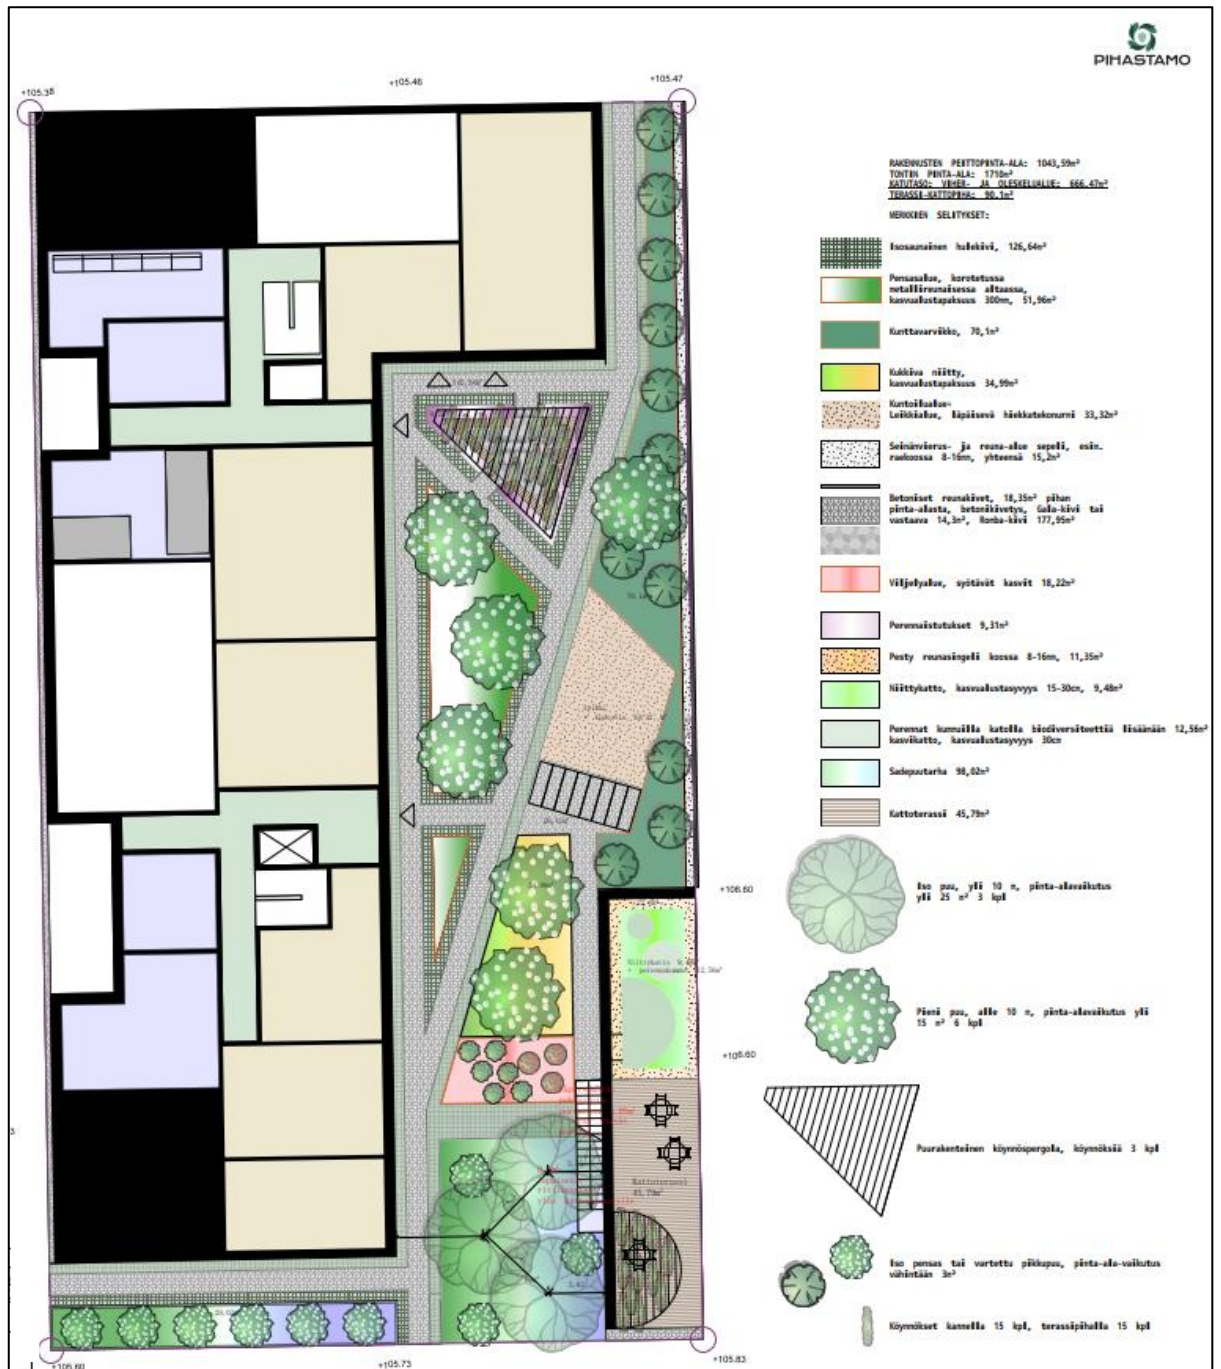 PIHASTAMO
+105.38
+105.46
+105.47
RAKENNUSTEN PEITTOPINTA-ALA: 1043,59m²
TONTIN PINTA-ALA: 1710m²
KATUTASO: VIHER- JA OLESKELUALUE: 666.47m²
TERASSI-KATTOPIHA: 90.1m²
MERKKIEN SELITYKSET:
Isosaunainen hulekivi, 126,64m²
Pensasalue, korotetussa
metallireunaisessa altaassa,
kasvualustapaksuus 300mm, 51,96m²
Kunttavarvikko, 70,1m²
Kukkiva niitty,
kasvualustapaksuus 34,99m²
Kuntoilualue-
Leikkialue, läpäisevä hiekkatekonurmi 33,32m²
Seinänvierus- ja reuna-alue sepeli, esim.
raekoossa 8-16mm, yhteensä 15,2m²
Betoniset reunakivet, 18,35m² pihan
pinta-alasta, betonikivetys, Galla-kivi tai
vastaava 14,3m², Romba-kivi 177,95m²
Viljelyalue, syötävät kasvit 18,22m²
Perennaistutukset 9,31m²
Pesty reunasingeli koossa 8-16mm, 11,35m²
Niittykatto, kasvualustasyvyys 15-30cm, 9,48m²
Perennat kummuilla katolla biodiversiteettiä lisäämään 12,56m²
kasvikatto, kasvualustasyvyys 30cm
Sadepuutarha 98,02m²
Kattoterassi 45,79m²
Iso puu, yli 10 m, pinta-alavaikutus
yli 25 m² 3 kpl
Pieni puu, alle 10 m, pinta-alavaikutus yli
15 m² 6 kpl
Puurakenteinen köynnöspergola, köynnöksiä 3 kpl
Iso pensas tai vartettu pikkupuu, pinta-ala-vaikutus
vähintään 3m²
Köynnökset kannella 15 kpl, terassipihalla 15 kpl
+106.60
+106.60
Kattoterassi
45,79m²
+105.60
+105.73
+105.83